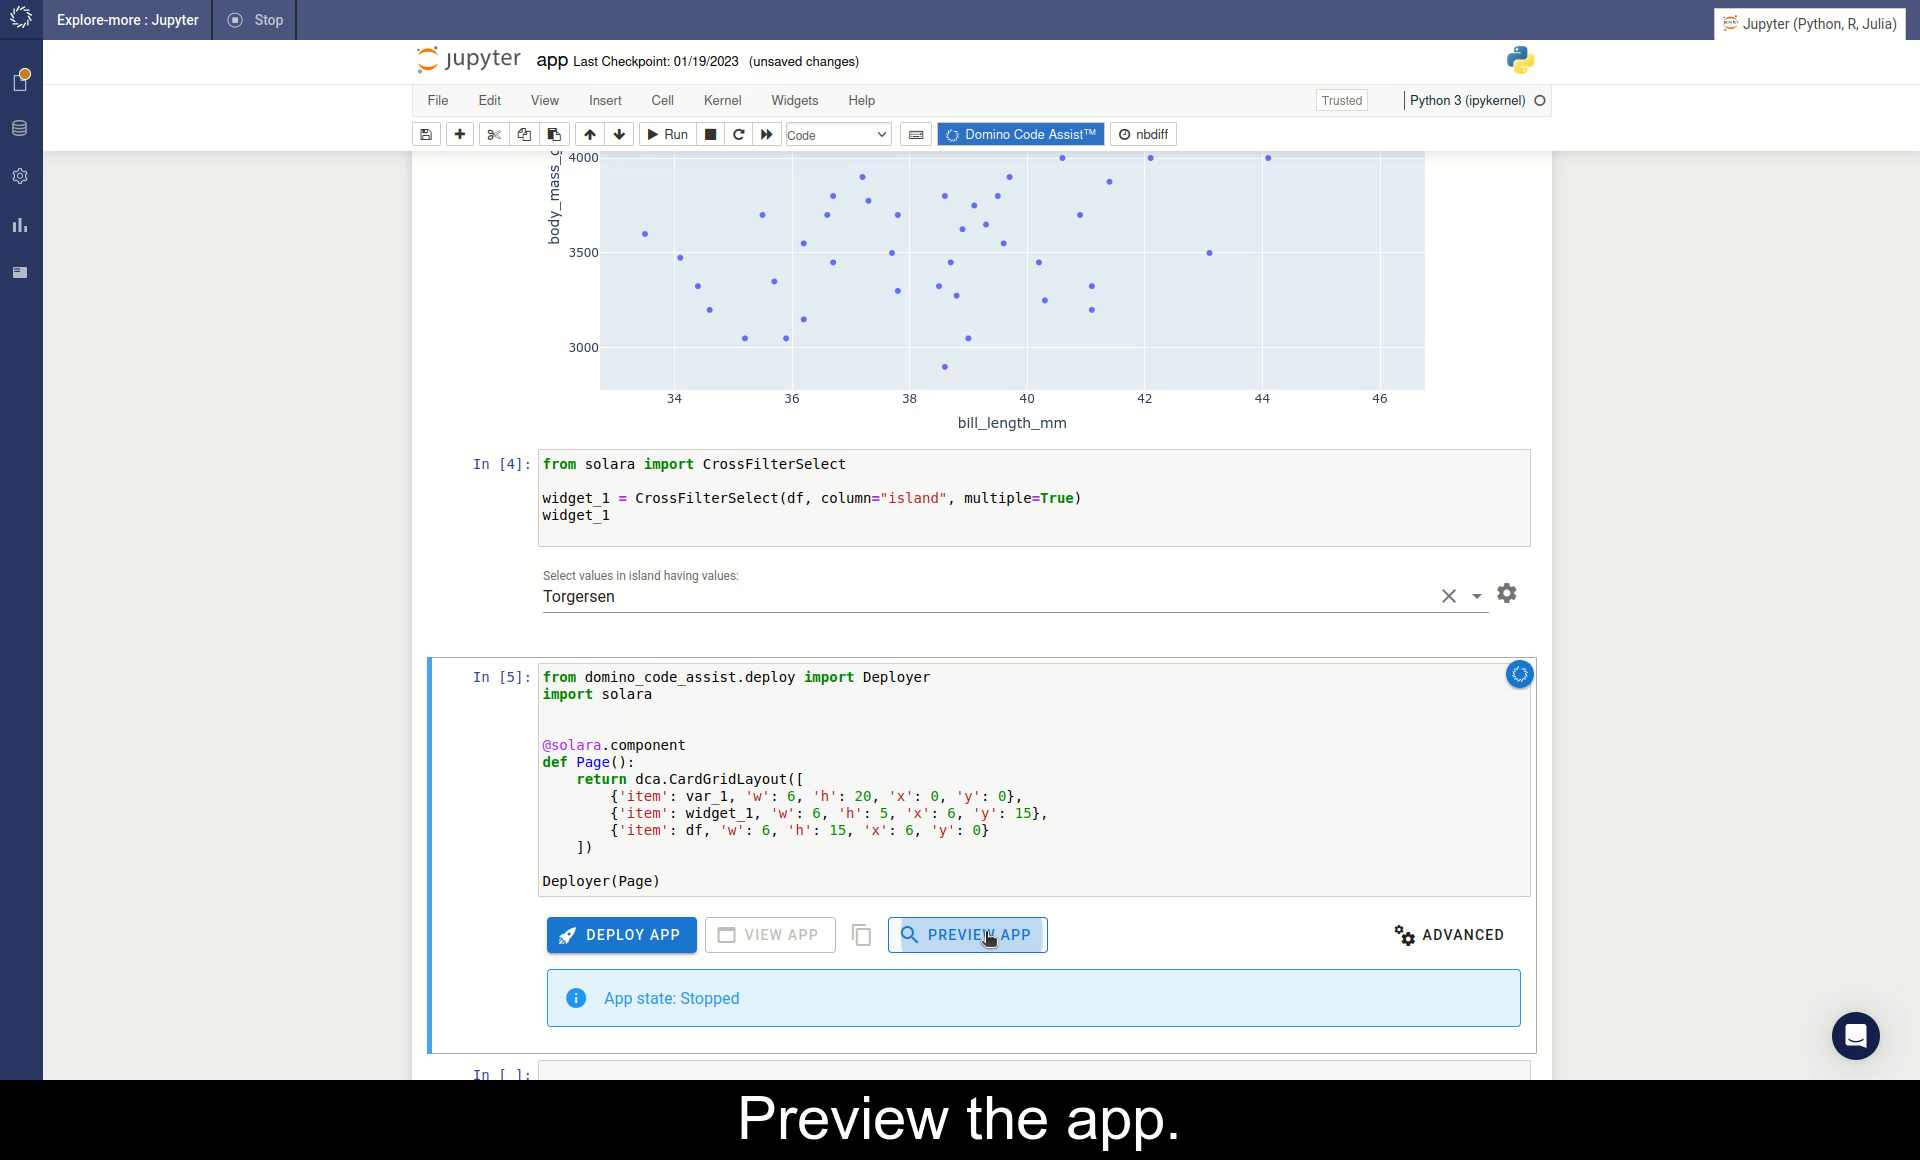 Explore-more : Jupyter
Stop
Jupyter (Python, R, Julia)
jupyter app Last Checkpoint: 01/19/2023 (unsaved changes)
File Edit View Insert Cell Kernel Widgets Help
Trusted
Python 3 (ipykernel)
Run
Code
Domino Code Assist™
nbdiff
4000
3500
3000
34 36 38 40 42 44 46
bill_length_mm
In [4]:
from solara import CrossFilterSelect
widget_1 = CrossFilterSelect(df, column="island", multiple=True)
widget_1
Select values in island having values:
Torgersen
In [5]:
from domino_code_assist.deploy import Deployer
import solara
@solara.component
def Page():
    return dca.CardGridLayout([
        {'item': var_1, 'w': 6, 'h': 20, 'x': 0, 'y': 0},
        {'item': widget_1, 'w': 6, 'h': 5, 'x': 6, 'y': 15},
        {'item': df, 'w': 6, 'h': 15, 'x': 6, 'y': 0}
    ])
Deployer(Page)
DEPLOY APP
VIEW APP
PREVIEW APP
ADVANCED
App state: Stopped
In [ ]:
Preview the app.